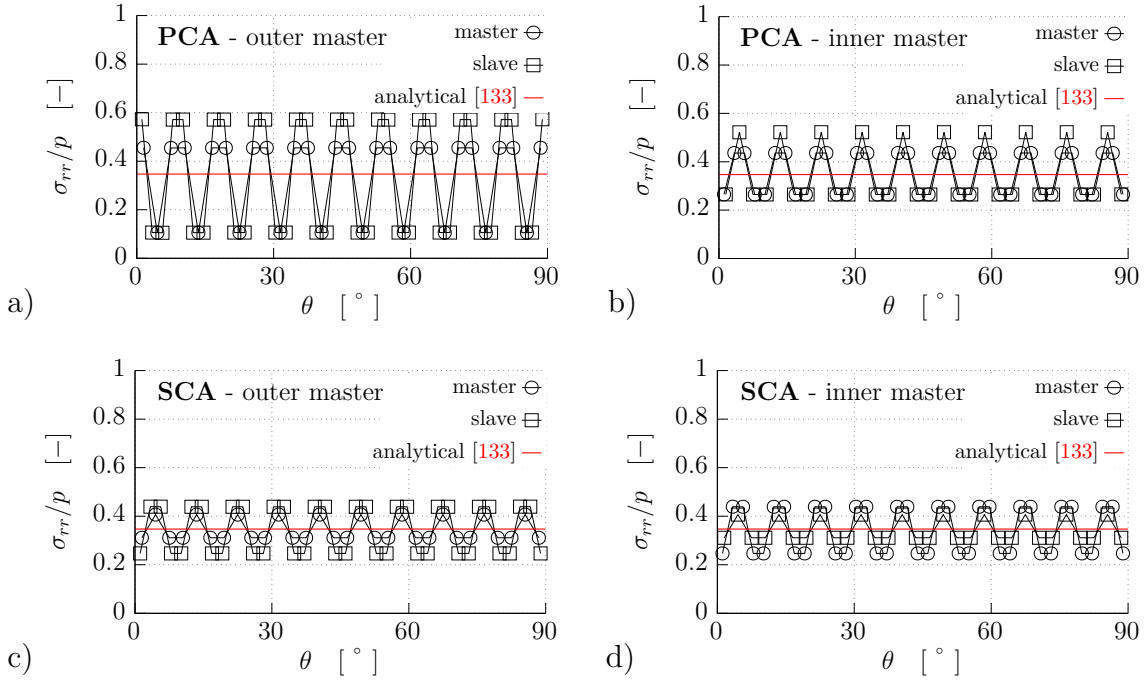 PCA - outer master
master
slave
analytical [133]
σrr/p [−]
1
0.8
0.6
0.4
0.2
0
0
30
60
90
θ [ ° ]
a)
PCA - inner master
master
slave
analytical [133]
σrr/p [−]
1
0.8
0.6
0.4
0.2
0
0
30
60
90
θ [ ° ]
b)
SCA - outer master
master
slave
analytical [133]
σrr/p [−]
1
0.8
0.6
0.4
0.2
0
0
30
60
90
θ [ ° ]
c)
SCA - inner master
master
slave
analytical [133]
σrr/p [−]
1
0.8
0.6
0.4
0.2
0
0
30
60
90
θ [ ° ]
d)